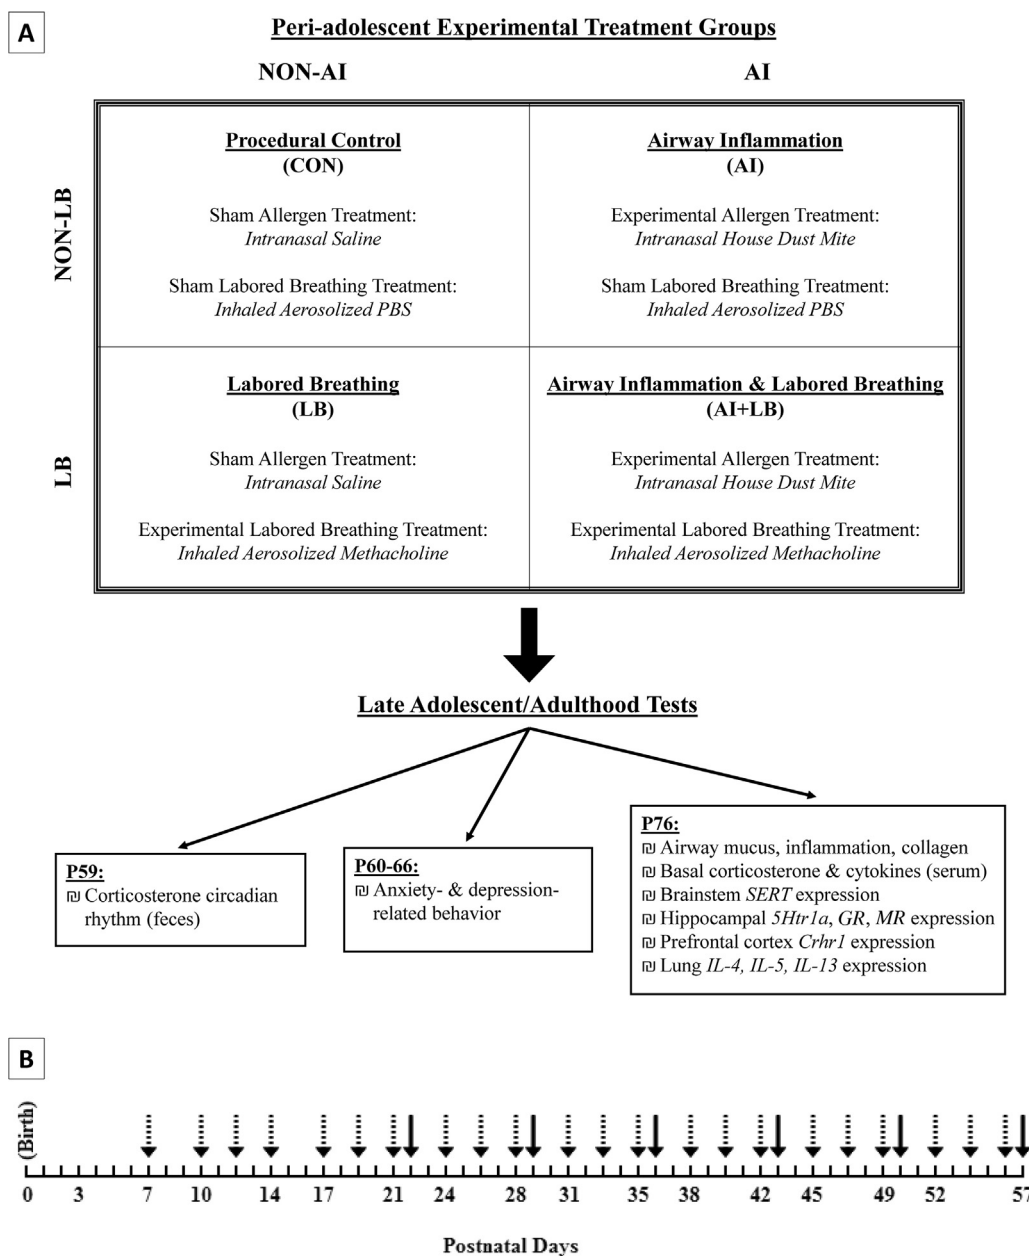 A
Peri-adolescent Experimental Treatment Groups
NON-AI
AI
NON-LB
Procedural Control
(CON)
Sham Allergen Treatment:
Intranasal Saline
Sham Labored Breathing Treatment:
Inhaled Aerosolized PBS
Airway Inflammation
(AI)
Experimental Allergen Treatment:
Intranasal House Dust Mite
Sham Labored Breathing Treatment:
Inhaled Aerosolized PBS
LB
Labored Breathing
(LB)
Sham Allergen Treatment:
Intranasal Saline
Experimental Labored Breathing Treatment:
Inhaled Aerosolized Methacholine
Airway Inflammation & Labored Breathing
(AI+LB)
Experimental Allergen Treatment:
Intranasal House Dust Mite
Experimental Labored Breathing Treatment:
Inhaled Aerosolized Methacholine
Late Adolescent/Adulthood Tests
P59:
₪ Corticosterone circadian
rhythm (feces)
P60-66:
₪ Anxiety- & depression-
related behavior
P76:
₪ Airway mucus, inflammation, collagen
₪ Basal corticosterone & cytokines (serum)
₪ Brainstem SERT expression
₪ Hippocampal 5Htr1a, GR, MR expression
₪ Prefrontal cortex Crhr1 expression
₪ Lung IL-4, IL-5, IL-13 expression
B
(Birth)
0 3 7 10 14 17 21 24 28 31 35 38 42 45 49 52 57
Postnatal Days